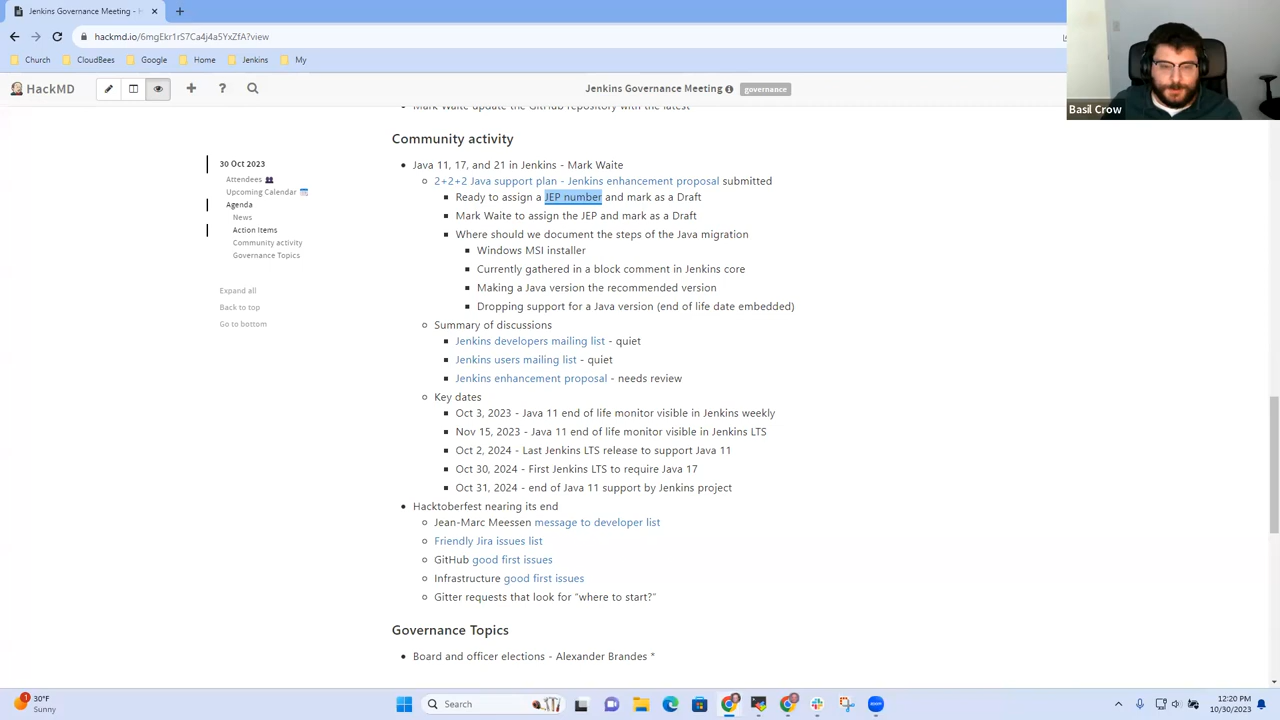 Jenkins Governance Meeting - H
hackmd.io/6mgEkr1rS7Ca4j4a5YxZfA?view
Church
CloudBees
Google
Home
Jenkins
My
HackMD
Jenkins Governance Meeting
governance
Basil Crow
Mark Waite update the GitHub repository with the latest
30 Oct 2023
Attendees
Upcoming Calendar
Agenda
News
Action Items
Community activity
Governance Topics
Expand all
Back to top
Go to bottom
Community activity
Java 11, 17, and 21 in Jenkins - Mark Waite
2+2+2 Java support plan - Jenkins enhancement proposal submitted
Ready to assign a JEP number and mark as a Draft
Mark Waite to assign the JEP and mark as a Draft
Where should we document the steps of the Java migration
Windows MSI installer
Currently gathered in a block comment in Jenkins core
Making a Java version the recommended version
Dropping support for a Java version (end of life date embedded)
Summary of discussions
Jenkins developers mailing list - quiet
Jenkins users mailing list - quiet
Jenkins enhancement proposal - needs review
Key dates
Oct 3, 2023 - Java 11 end of life monitor visible in Jenkins weekly
Nov 15, 2023 - Java 11 end of life monitor visible in Jenkins LTS
Oct 2, 2024 - Last Jenkins LTS release to support Java 11
Oct 30, 2024 - First Jenkins LTS to require Java 17
Oct 31, 2024 - end of Java 11 support by Jenkins project
Hacktoberfest nearing its end
Jean-Marc Meessen message to developer list
Friendly Jira issues list
GitHub good first issues
Infrastructure good first issues
Gitter requests that look for "where to start?"
Governance Topics
Board and officer elections - Alexander Brandes *
1
30°F
Sunny
Search
zoom
12:20 PM
10/30/2023